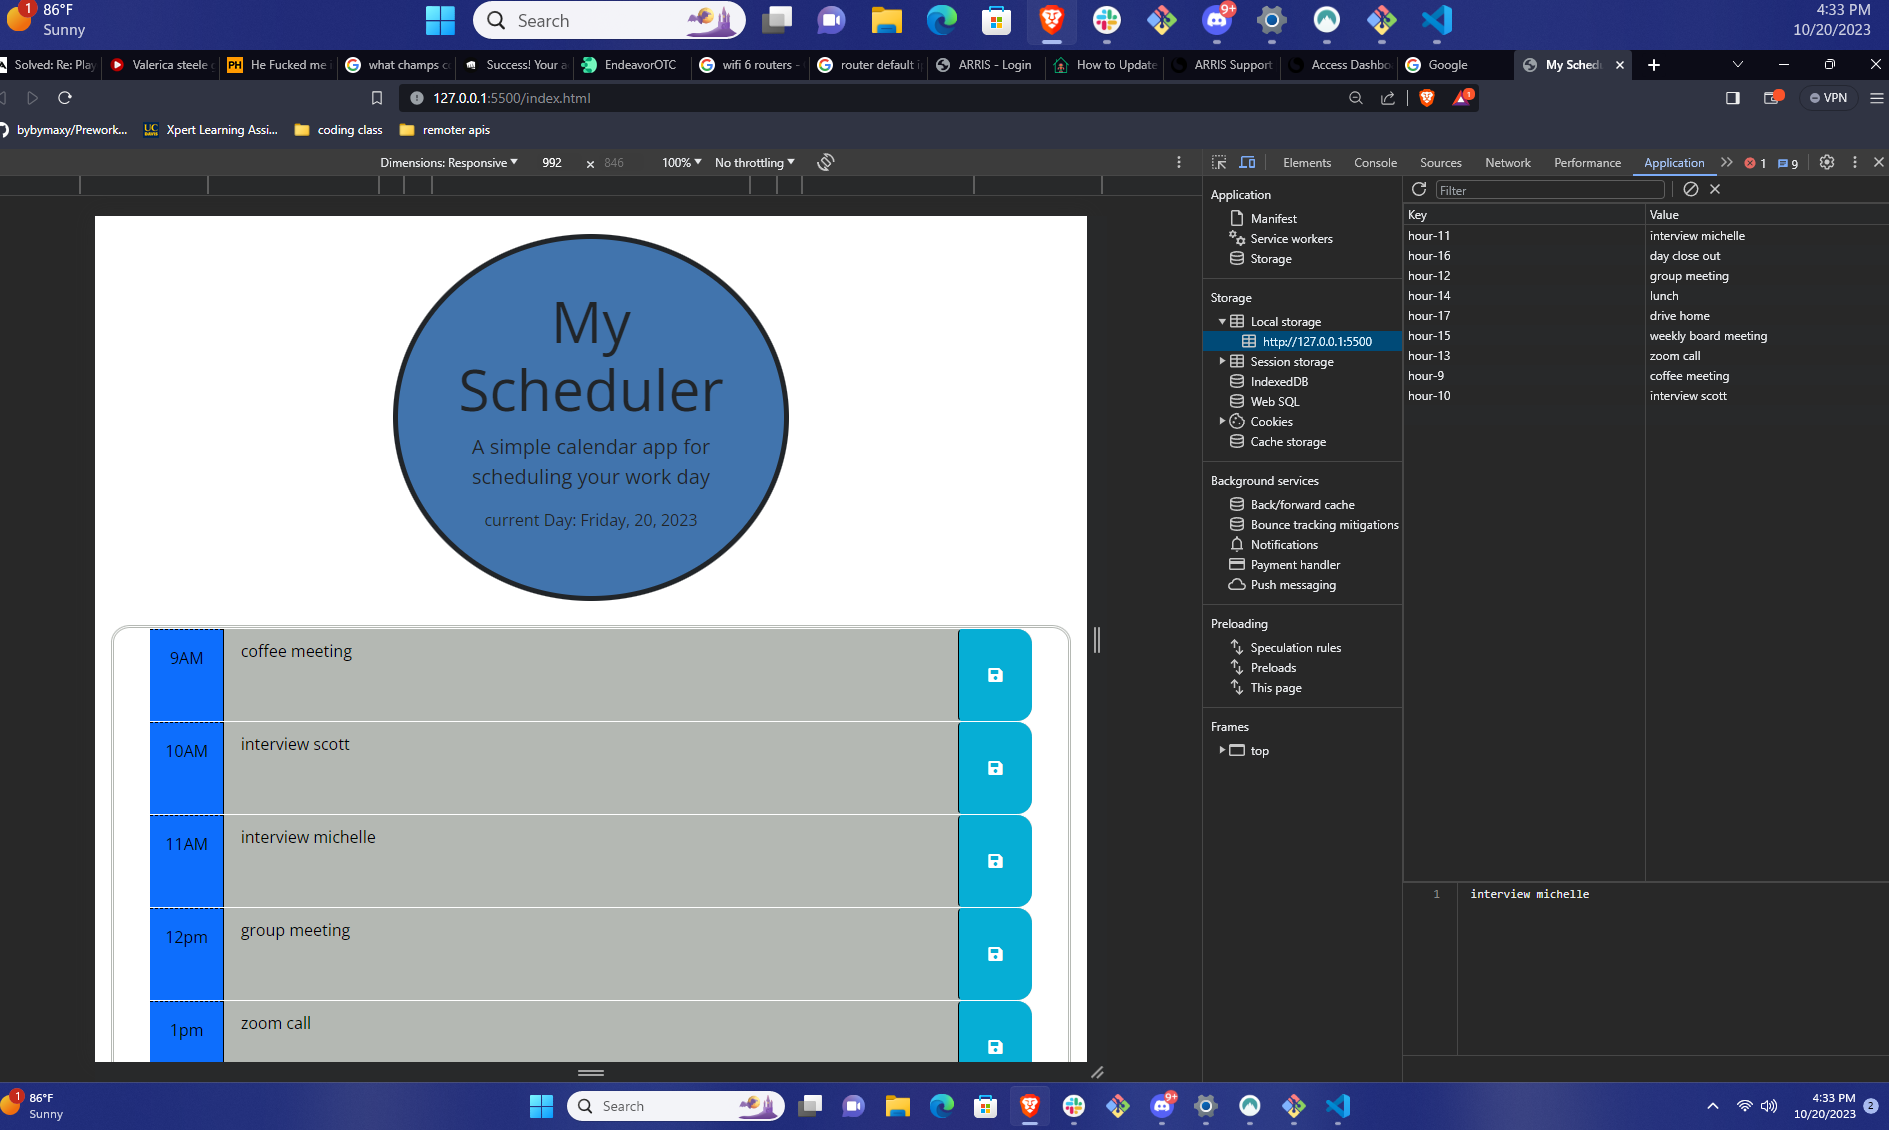 1
86°F
Sunny
Search
9+
4:33 PM
10/20/2023
Solved: Re: Play
Valerica steele
PH He Fucked me
what champs c
Success! Your a
EndeavorOTC
wifi 6 routers -
router default i
ARRIS - Login
How to Update
ARRIS Support
Access Dashbo
Google
My Sched
127.0.0.1:5500/index.html
1
VPN
bybymaxy/Prework...
UC DAVIS Xpert Learning Assi...
coding class
remoter apis
Dimensions: Responsive
992 × 846
100%
No throttling
Elements
Console
Sources
Network
Performance
Application
1
9
My
Scheduler
A simple calendar app for
scheduling your work day
current Day: Friday, 20, 2023
9AM coffee meeting
10AM interview scott
11AM interview michelle
12pm group meeting
1pm zoom call
Application
Manifest
Service workers
Storage
Storage
Local storage
http://127.0.0.1:5500
Session storage
IndexedDB
Web SQL
Cookies
Cache storage
Background services
Back/forward cache
Bounce tracking mitigations
Notifications
Payment handler
Push messaging
Preloading
Speculation rules
Preloads
This page
Frames
top
Filter
Key Value
hour-11 interview michelle
hour-16 day close out
hour-12 group meeting
hour-14 lunch
hour-17 drive home
hour-15 weekly board meeting
hour-13 zoom call
hour-9 coffee meeting
hour-10 interview scott
1 interview michelle
1
86°F
Sunny
Search
9+
4:33 PM
10/20/2023
2